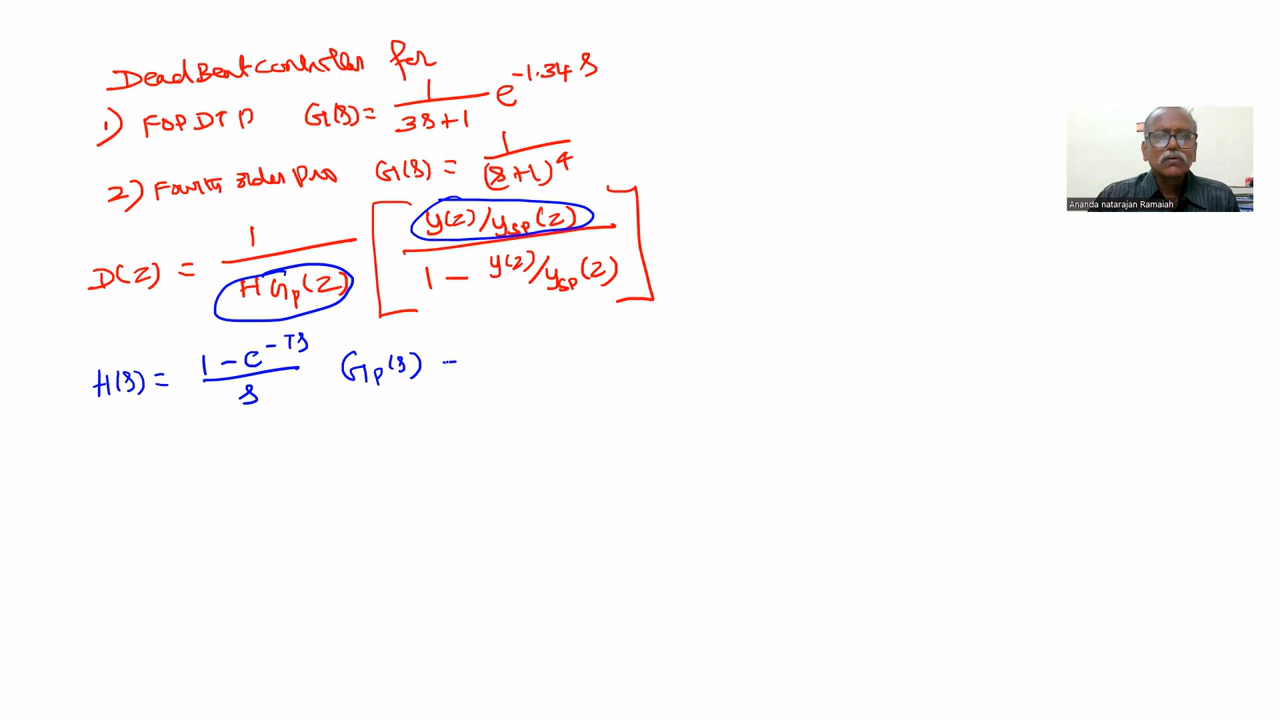 DeadBeat controller for
1) FOPDTP G(s) = 1/(3s+1) e^(-1.34s)
2) Fourth order Pro G(s) = 1/(s+1)^4
D(z) = 1/(HGp(z)) [ (y(z)/ysp(z)) / (1 - y(z)/ysp(z)) ]
H(s) = (1 - e^(-Ts))/s Gp(s) =
Ananda natarajan Ramaiah